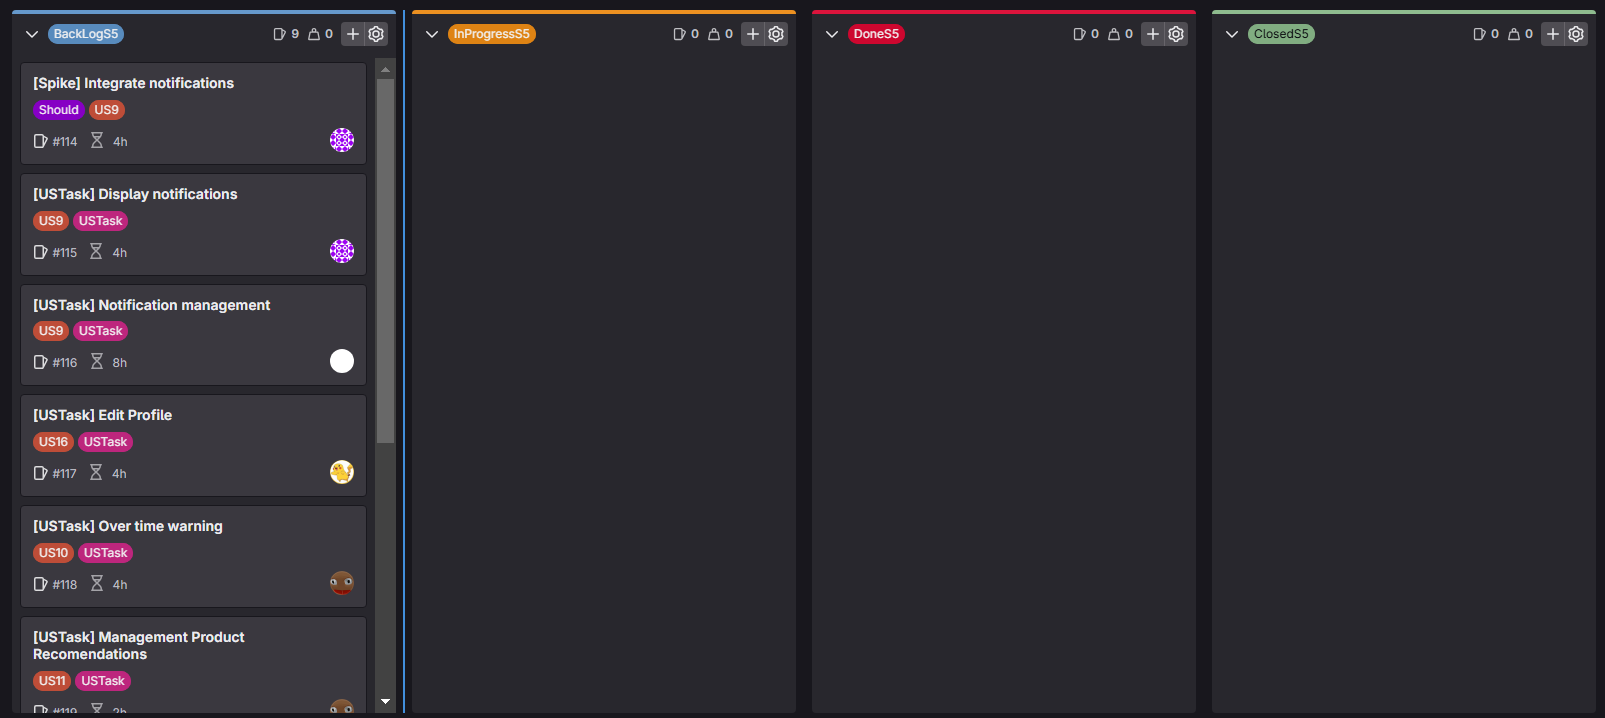 BackLogS5 9 0
[Spike] Integrate notifications
Should US9
#114 4h
[USTask] Display notifications
US9 USTask
#115 4h
[USTask] Notification management
US9 USTask
#116 8h
[USTask] Edit Profile
US16 USTask
#117 4h
[USTask] Over time warning
US10 USTask
#118 4h
[USTask] Management Product
Recomendations
US11 USTask
#119 2h
InProgressS5 0 0
DoneS5 0 0
ClosedS5 0 0